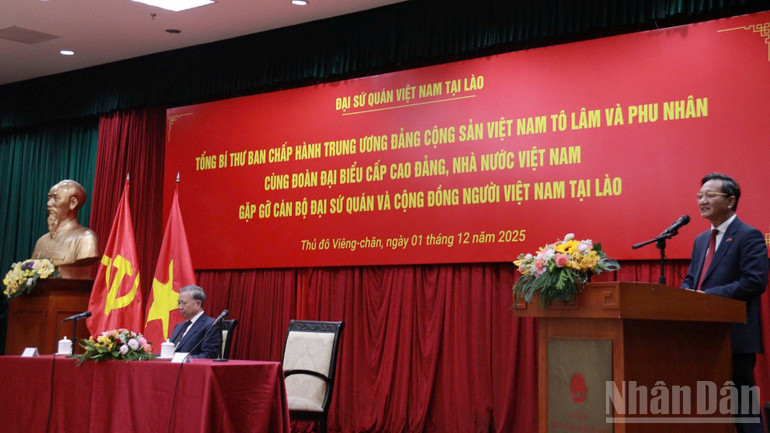 ĐẠI SỨ QUÁN VIỆT NAM TẠI LÀO
TỔNG BÍ THƯ BAN CHẤP HÀNH TRUNG ƯƠNG ĐẢNG CỘNG SẢN VIỆT NAM TÔ LÂM VÀ PHU NHÂN
CÙNG ĐOÀN ĐẠI BIỂU CẤP CAO ĐẢNG, NHÀ NƯỚC VIỆT NAM
GẶP GỠ CÁN BỘ ĐẠI SỨ QUÁN VÀ CỘNG ĐỒNG NGƯỜI VIỆT NAM TẠI LÀO
Thủ đô Viêng-chăn, ngày 01 tháng 12 năm 2025
Nhân Dân